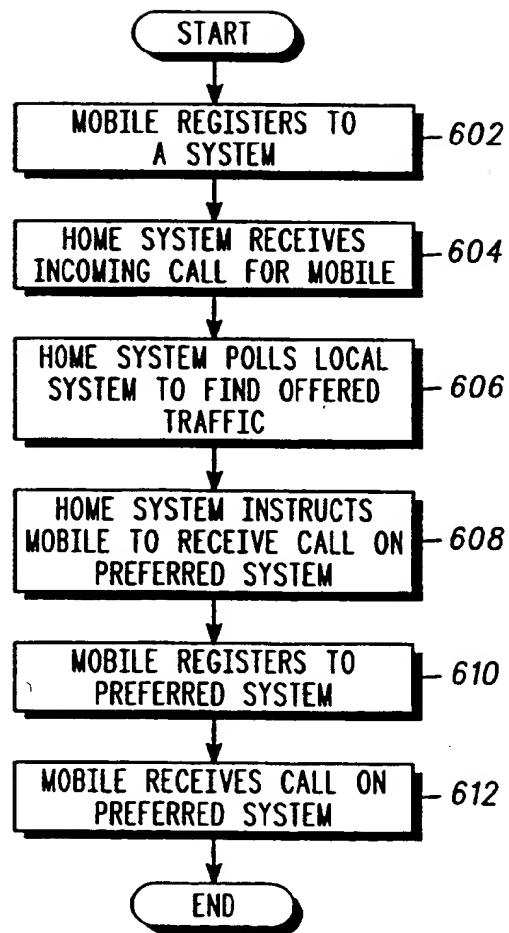 START
MOBILE REGISTERS TO
A SYSTEM
602
HOME SYSTEM RECEIVES
INCOMING CALL FOR MOBILE
604
HOME SYSTEM POLLS LOCAL
SYSTEM TO FIND OFFERED
TRAFFIC
606
HOME SYSTEM INSTRUCTS
MOBILE TO RECEIVE CALL ON
PREFERRED SYSTEM
608
MOBILE REGISTERS TO
PREFERRED SYSTEM
610
MOBILE RECEIVES CALL ON
PREFERRED SYSTEM
612
END